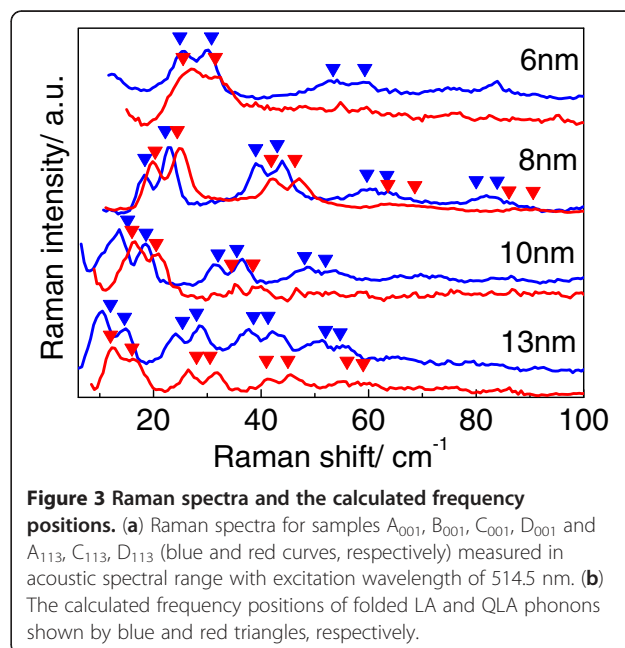 6nm
8nm
10nm
13nm
Raman intensity/ a.u.
20 40 60 80 100
Raman shift/ cm⁻¹
Figure 3 Raman spectra and the calculated frequency
positions. (a) Raman spectra for samples A₀₀₁, B₀₀₁, C₀₀₁, D₀₀₁ and
A₁₁₃, C₁₁₃, D₁₁₃ (blue and red curves, respectively) measured in
acoustic spectral range with excitation wavelength of 514.5 nm. (b)
The calculated frequency positions of folded LA and QLA phonons
shown by blue and red triangles, respectively.